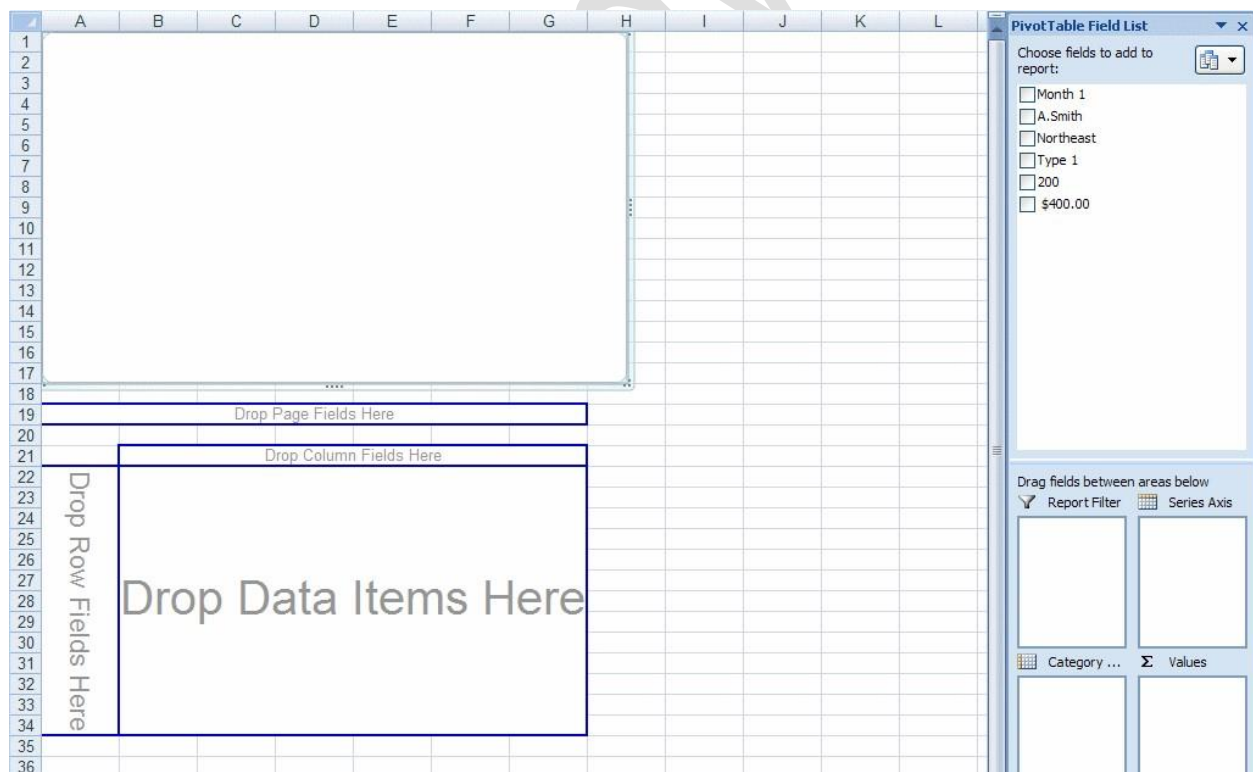 A B C D E F G H I J K L
1
2
3
4
5
6
7
8
9
10
11
12
13
14
15
16
17
18
19 Drop Page Fields Here
20
21 Drop Column Fields Here
22
23
24
25
26
27
28
29
30
31
32
33
34
35
36
Drop Row Fields Here
Drop Data Items Here
PivotTable Field List
Choose fields to add to
report:
Month 1
A.Smith
Northeast
Type 1
200
$400.00
Drag fields between areas below
Report Filter Series Axis
Category ... Σ Values